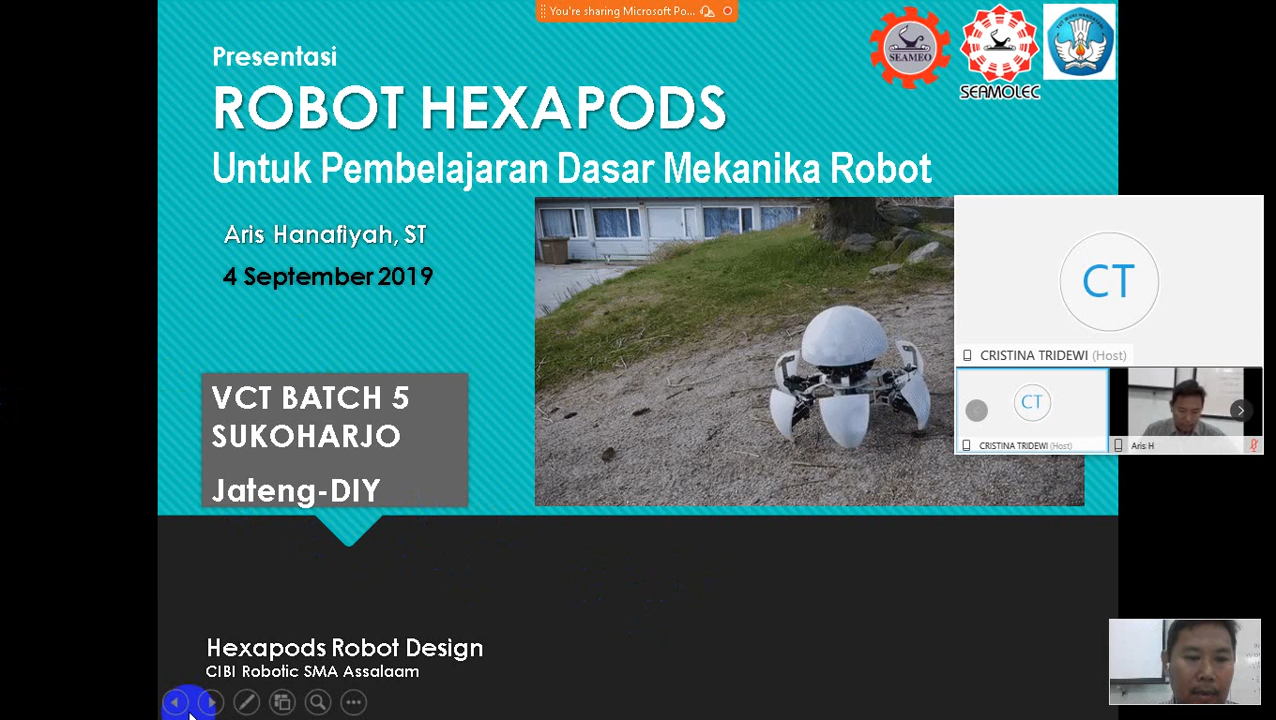 You're sharing Microsoft Po...
Presentasi
ROBOT HEXAPODS
Untuk Pembelajaran Dasar Mekanika Robot
SEAMEO
SEAMOLEC
Aris Hanafiyah, ST
4 September 2019
VCT BATCH 5
SUKOHARJO
Jateng-DIY
CT
CRISTINA TRIDEWI (Host)
CT
CRISTINA TRIDEWI (Host)
Aris H
Hexapods Robot Design
CIBI Robotic SMA Assalaam